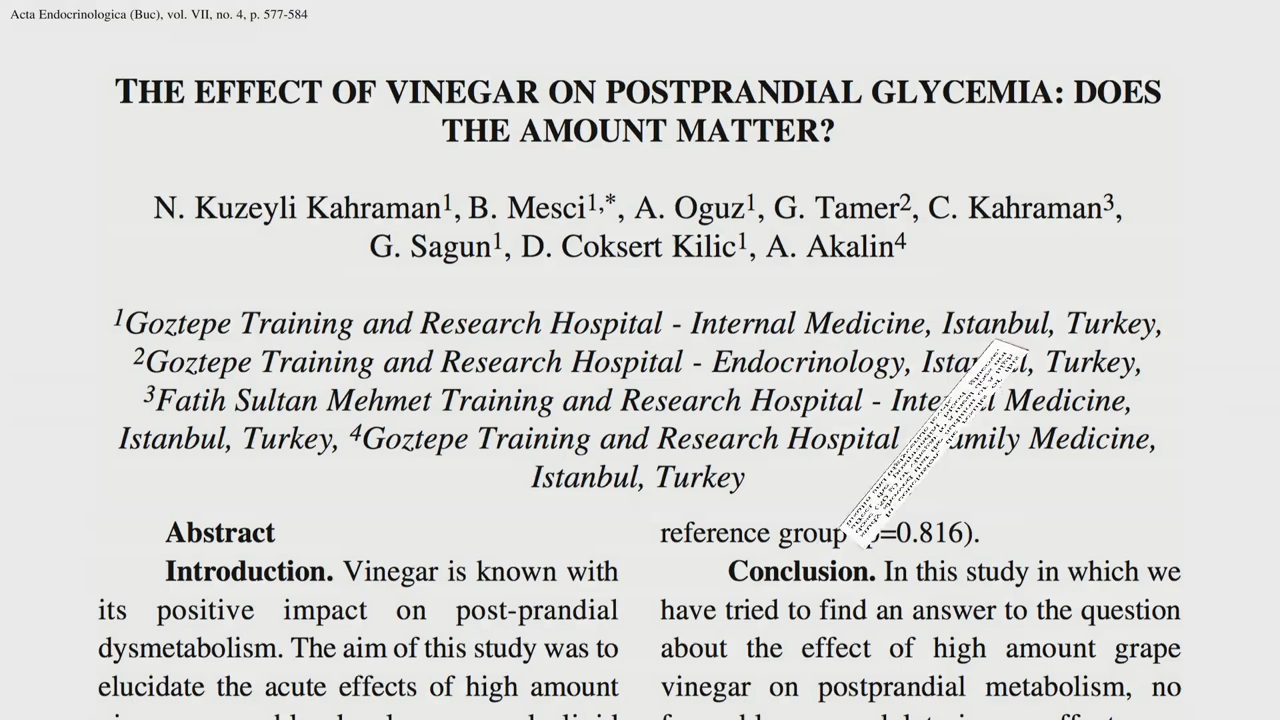 Acta Endocrinologica (Buc), vol. VII, no. 4, p. 577-584
THE EFFECT OF VINEGAR ON POSTPRANDIAL GLYCEMIA: DOES
THE AMOUNT MATTER?
N. Kuzeyli Kahraman1, B. Mesci1,*, A. Oguz1, G. Tamer2, C. Kahraman3,
G. Sagun1, D. Coksert Kilic1, A. Akalin4
1Goztepe Training and Research Hospital - Internal Medicine, Istanbul, Turkey,
2Goztepe Training and Research Hospital - Endocrinology, Turkey,
3Fatih Sultan Mehmet Training and Research Hospital - Medicine,
Istanbul, Turkey, 4Goztepe Training and Research Hospital Medicine,
Istanbul, Turkey
Abstract
Introduction. Vinegar is known with
its positive impact on post-prandial
dysmetabolism. The aim of this study was to
elucidate the acute effects of high amount
reference group =0.816).
Conclusion. In this study in which we
have tried to find an answer to the question
about the effect of high amount grape
vinegar on postprandial metabolism, no